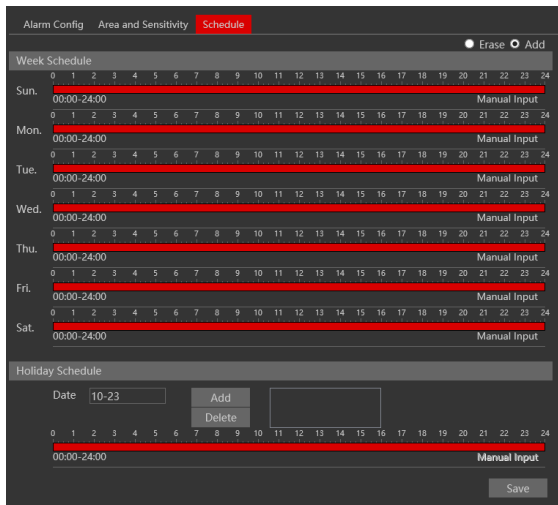 Alarm Config Area and Sensitivity Schedule
Erase Add
Week Schedule
0 1 2 3 4 5 6 7 8 9 10 11 12 13 14 15 16 17 18 19 20 21 22 23 24
Sun.
00:00-24:00 Manual Input
0 1 2 3 4 5 6 7 8 9 10 11 12 13 14 15 16 17 18 19 20 21 22 23 24
Mon.
00:00-24:00 Manual Input
0 1 2 3 4 5 6 7 8 9 10 11 12 13 14 15 16 17 18 19 20 21 22 23 24
Tue.
00:00-24:00 Manual Input
0 1 2 3 4 5 6 7 8 9 10 11 12 13 14 15 16 17 18 19 20 21 22 23 24
Wed.
00:00-24:00 Manual Input
0 1 2 3 4 5 6 7 8 9 10 11 12 13 14 15 16 17 18 19 20 21 22 23 24
Thu.
00:00-24:00 Manual Input
0 1 2 3 4 5 6 7 8 9 10 11 12 13 14 15 16 17 18 19 20 21 22 23 24
Fri.
00:00-24:00 Manual Input
0 1 2 3 4 5 6 7 8 9 10 11 12 13 14 15 16 17 18 19 20 21 22 23 24
Sat.
00:00-24:00 Manual Input
Holiday Schedule
Date 10-23 Add
Delete
0 1 2 3 4 5 6 7 8 9 10 11 12 13 14 15 16 17 18 19 20 21 22 23 24
00:00-24:00 Manual Input
Save